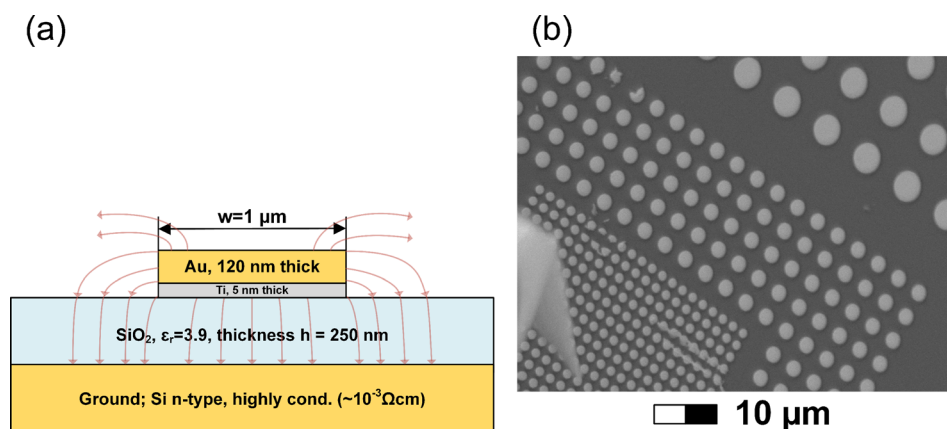 (a)
(b)
w=1 µm
Au, 120 nm thick
Ti, 5 nm thick
SiO₂, εᵣ=3.9, thickness h = 250 nm
Ground; Si n-type, highly cond. (~10⁻³Ωcm)
10 µm